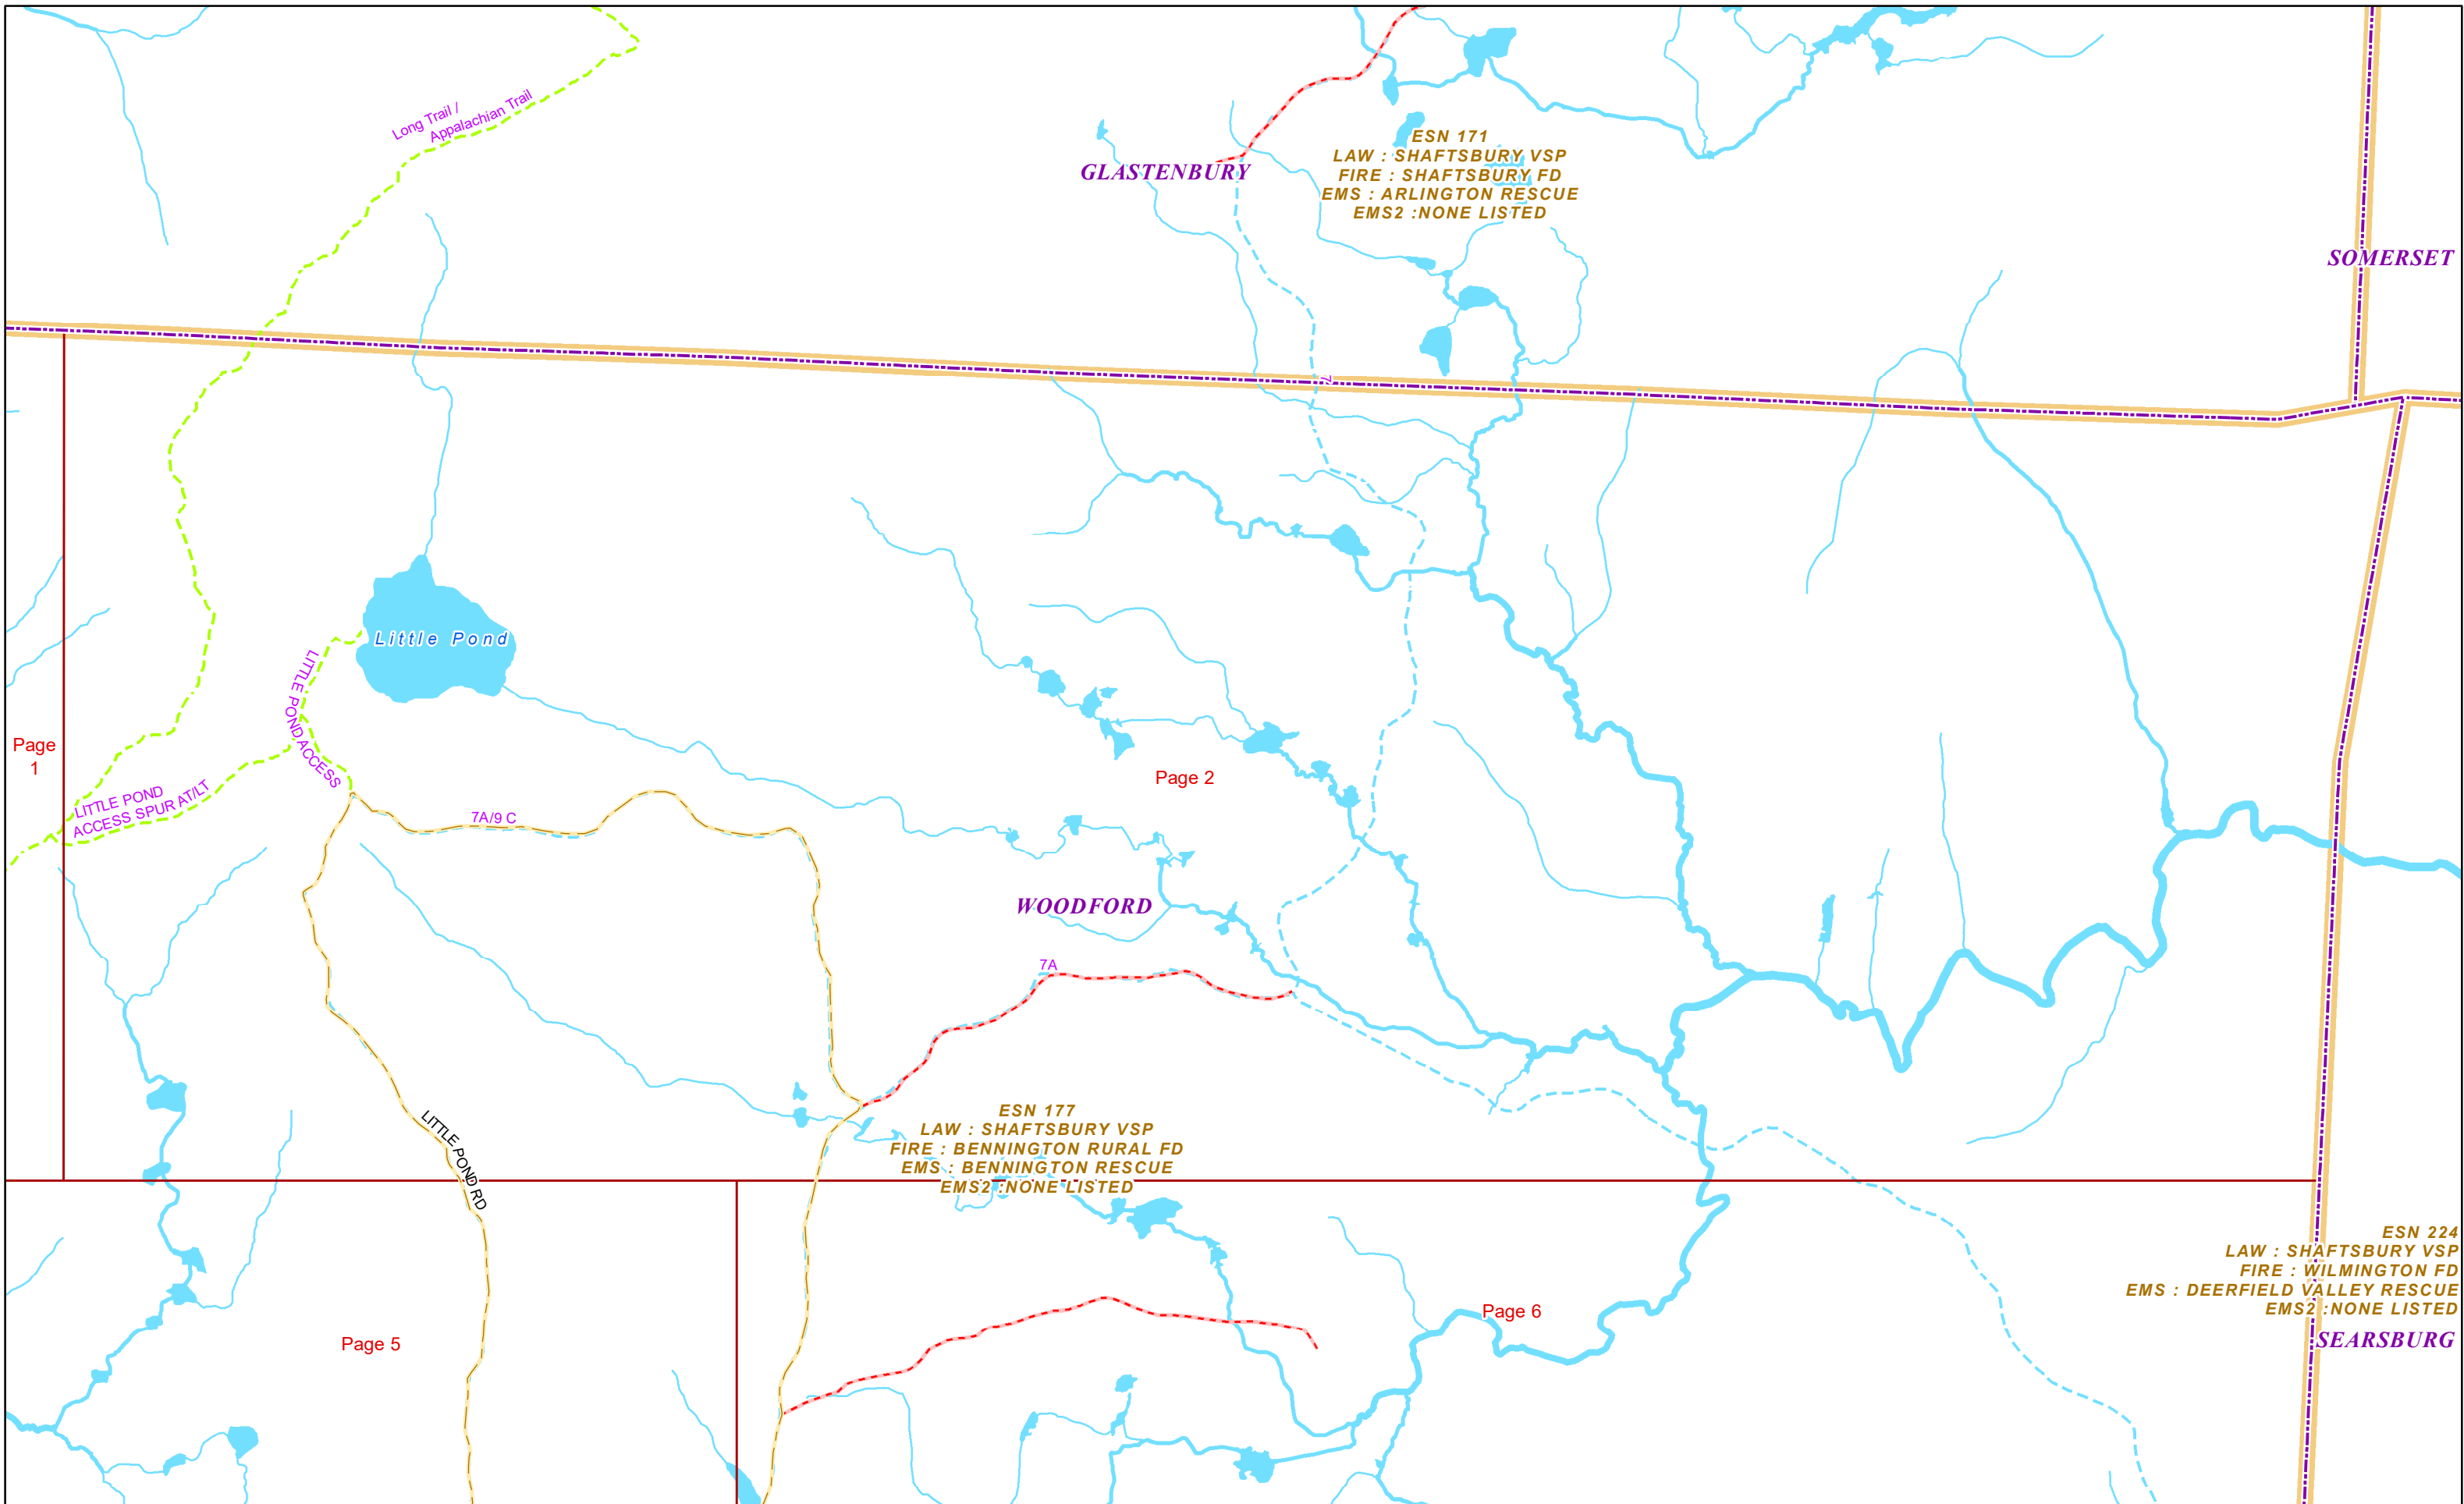 Long Trail /
Appalachian Trail
GLASTENBURY
ESN 171
LAW : SHAFTSBURY VSP
FIRE : SHAFTSBURY FD
EMS : ARLINGTON RESCUE
EMS2 :NONE LISTED
SOMERSET
7
Little Pond
LITTLE POND ACCESS
Page
1
Page 2
LITTLE POND
ACCESS SPUR AT/LT
7A/9 C
WOODFORD
7A
ESN 177
LAW : SHAFTSBURY VSP
FIRE : BENNINGTON RURAL FD
EMS : BENNINGTON RESCUE
EMS2 :NONE LISTED
LITTLE POND RD
ESN 224
LAW : SHAFTSBURY VSP
FIRE : WILMINGTON FD
EMS : DEERFIELD VALLEY RESCUE
EMS2 :NONE LISTED
Page 6
SEARSBURG
Page 5